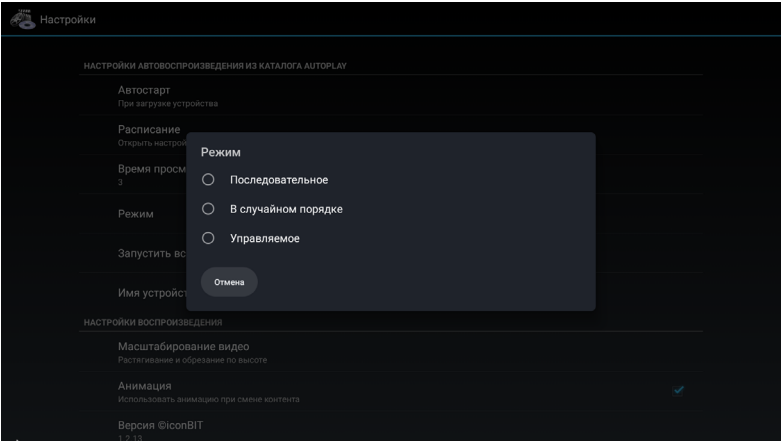 Настройки
НАСТРОЙКИ АВТОВОСПРОИЗВЕДЕНИЯ ИЗ КАТАЛОГА AUTOPLAY
Автостарт
При загрузке устройства
Расписание
Открыть настрой
Время просм
3
Режим
Запустить вс
Имя устройст
Режим
Последовательное
В случайном порядке
Управляемое
Отмена
НАСТРОЙКИ ВОСПРОИЗВЕДЕНИЯ
Масштабирование видео
Растягивание и обрезание по высоте
Анимация
Использовать анимацию при смене контента
Версия ©iconBIT
1.2.13